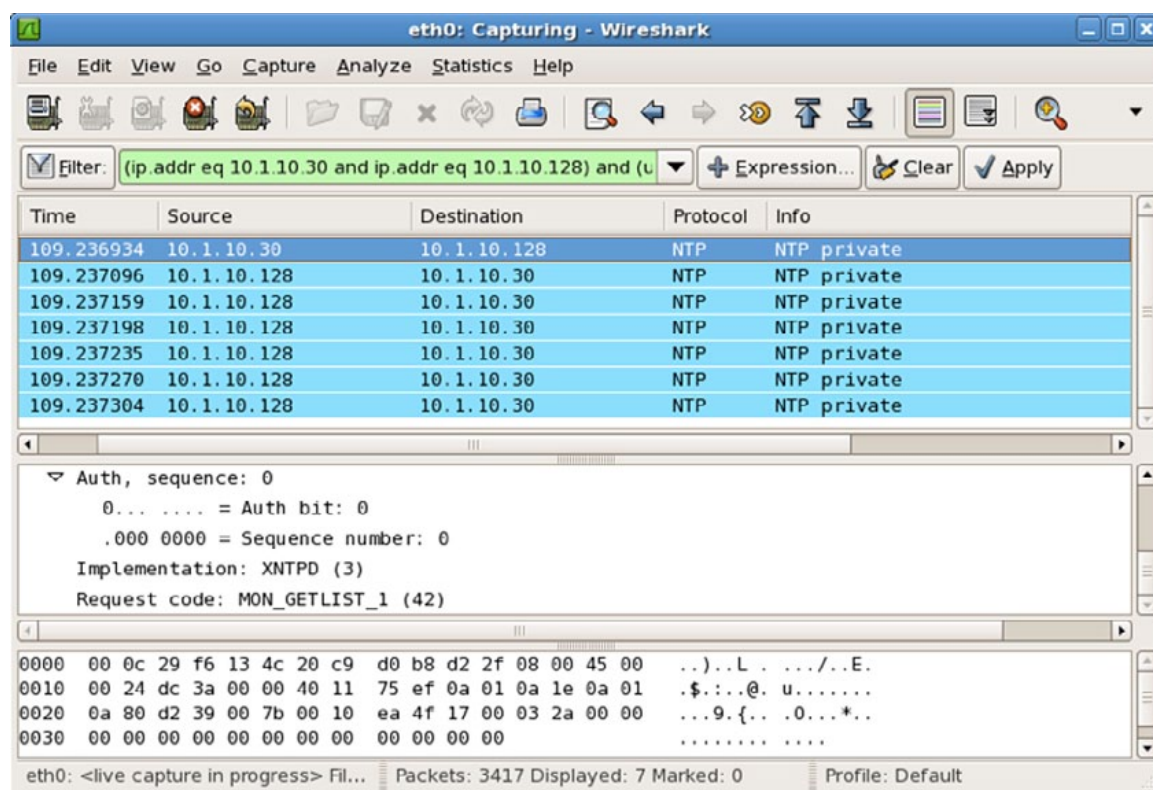 eth0: Capturing - Wireshark
File Edit View Go Capture Analyze Statistics Help
Filter: (ip.addr eq 10.1.10.30 and ip.addr eq 10.1.10.128) and (u Expression... Clear Apply
Time Source Destination Protocol Info
109.236934 10.1.10.30 10.1.10.128 NTP NTP private
109.237096 10.1.10.128 10.1.10.30 NTP NTP private
109.237159 10.1.10.128 10.1.10.30 NTP NTP private
109.237198 10.1.10.128 10.1.10.30 NTP NTP private
109.237235 10.1.10.128 10.1.10.30 NTP NTP private
109.237270 10.1.10.128 10.1.10.30 NTP NTP private
109.237304 10.1.10.128 10.1.10.30 NTP NTP private
Auth, sequence: 0
0... .... = Auth bit: 0
.000 0000 = Sequence number: 0
Implementation: XNTPD (3)
Request code: MON_GETLIST_1 (42)
0000 00 0c 29 f6 13 4c 20 c9 d0 b8 d2 2f 08 00 45 00 ..)..L . .../..E.
0010 00 24 dc 3a 00 00 40 11 75 ef 0a 01 0a 1e 0a 01 .$.:..@. u.......
0020 0a 80 d2 39 00 7b 00 10 ea 4f 17 00 03 2a 00 00 ...9.{.. .O...*..
0030 00 00 00 00 00 00 00 00 00 00 00 00 ........ ....
eth0: <live capture in progress> Fil... Packets: 3417 Displayed: 7 Marked: 0 Profile: Default